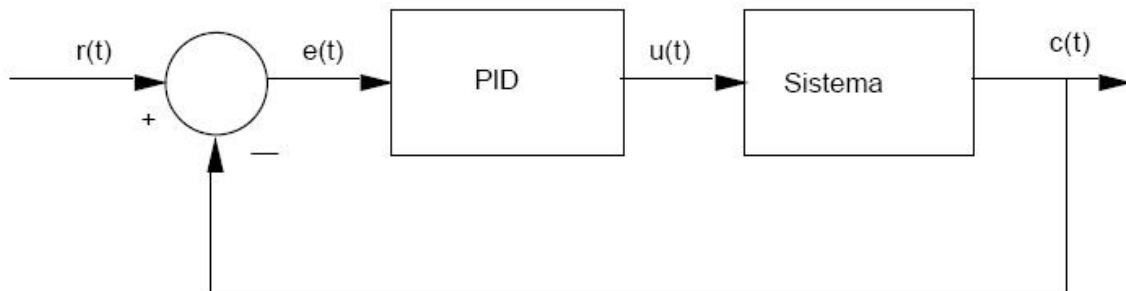 r(t)
e(t)
PID
u(t)
Sistema
c(t)
+
—